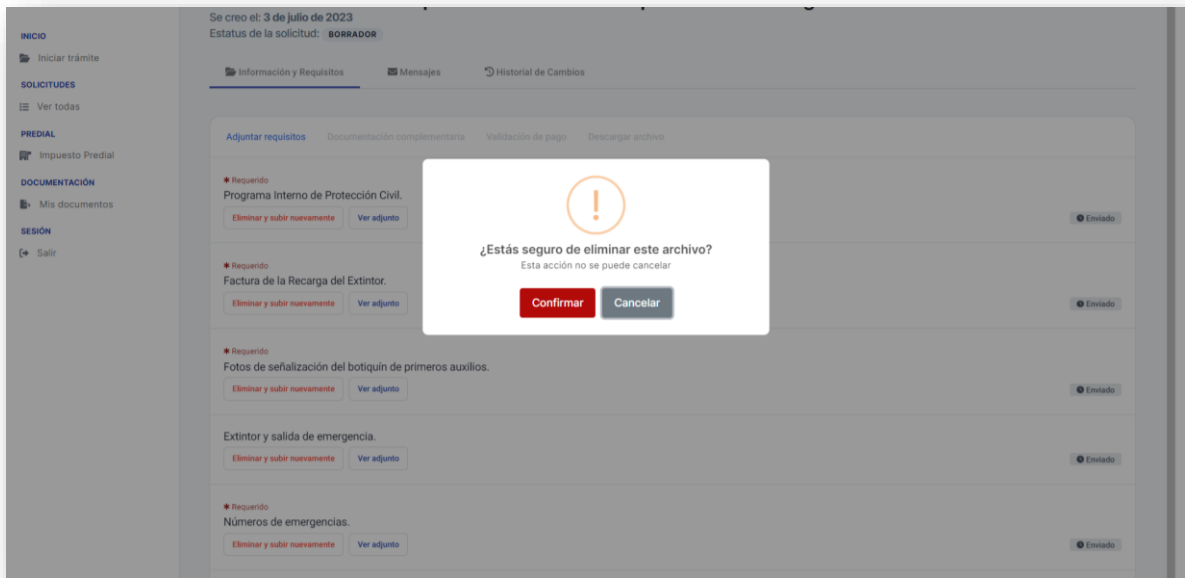 Se creo el: 3 de julio de 2023
Estatus de la solicitud: BORRADOR
INICIO
Iniciar trámite
SOLICITUDES
Ver todas
PREDIAL
Impuesto Predial
DOCUMENTACIÓN
Mis documentos
SESIÓN
Salir
Información y Requisitos Mensajes Historial de Cambios
Adjuntar requisitos Documentación complementaria Validación de pago Descargar archivo
* Requerido
Programa Interno de Protección Civil.
Eliminar y subir nuevamente Ver adjunto Enviado
* Requerido
Factura de la Recarga del Extintor.
Eliminar y subir nuevamente Ver adjunto Enviado
¿Estás seguro de eliminar este archivo?
Esta acción no se puede cancelar
Confirmar Cancelar
* Requerido
Fotos de señalización del botiquín de primeros auxilios.
Eliminar y subir nuevamente Ver adjunto Enviado
Extintor y salida de emergencia.
Eliminar y subir nuevamente Ver adjunto Enviado
* Requerido
Números de emergencias.
Eliminar y subir nuevamente Ver adjunto Enviado